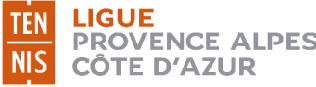 TEN
NIS
LIGUE
PROVENCE ALPES
CÔTE D'AZUR